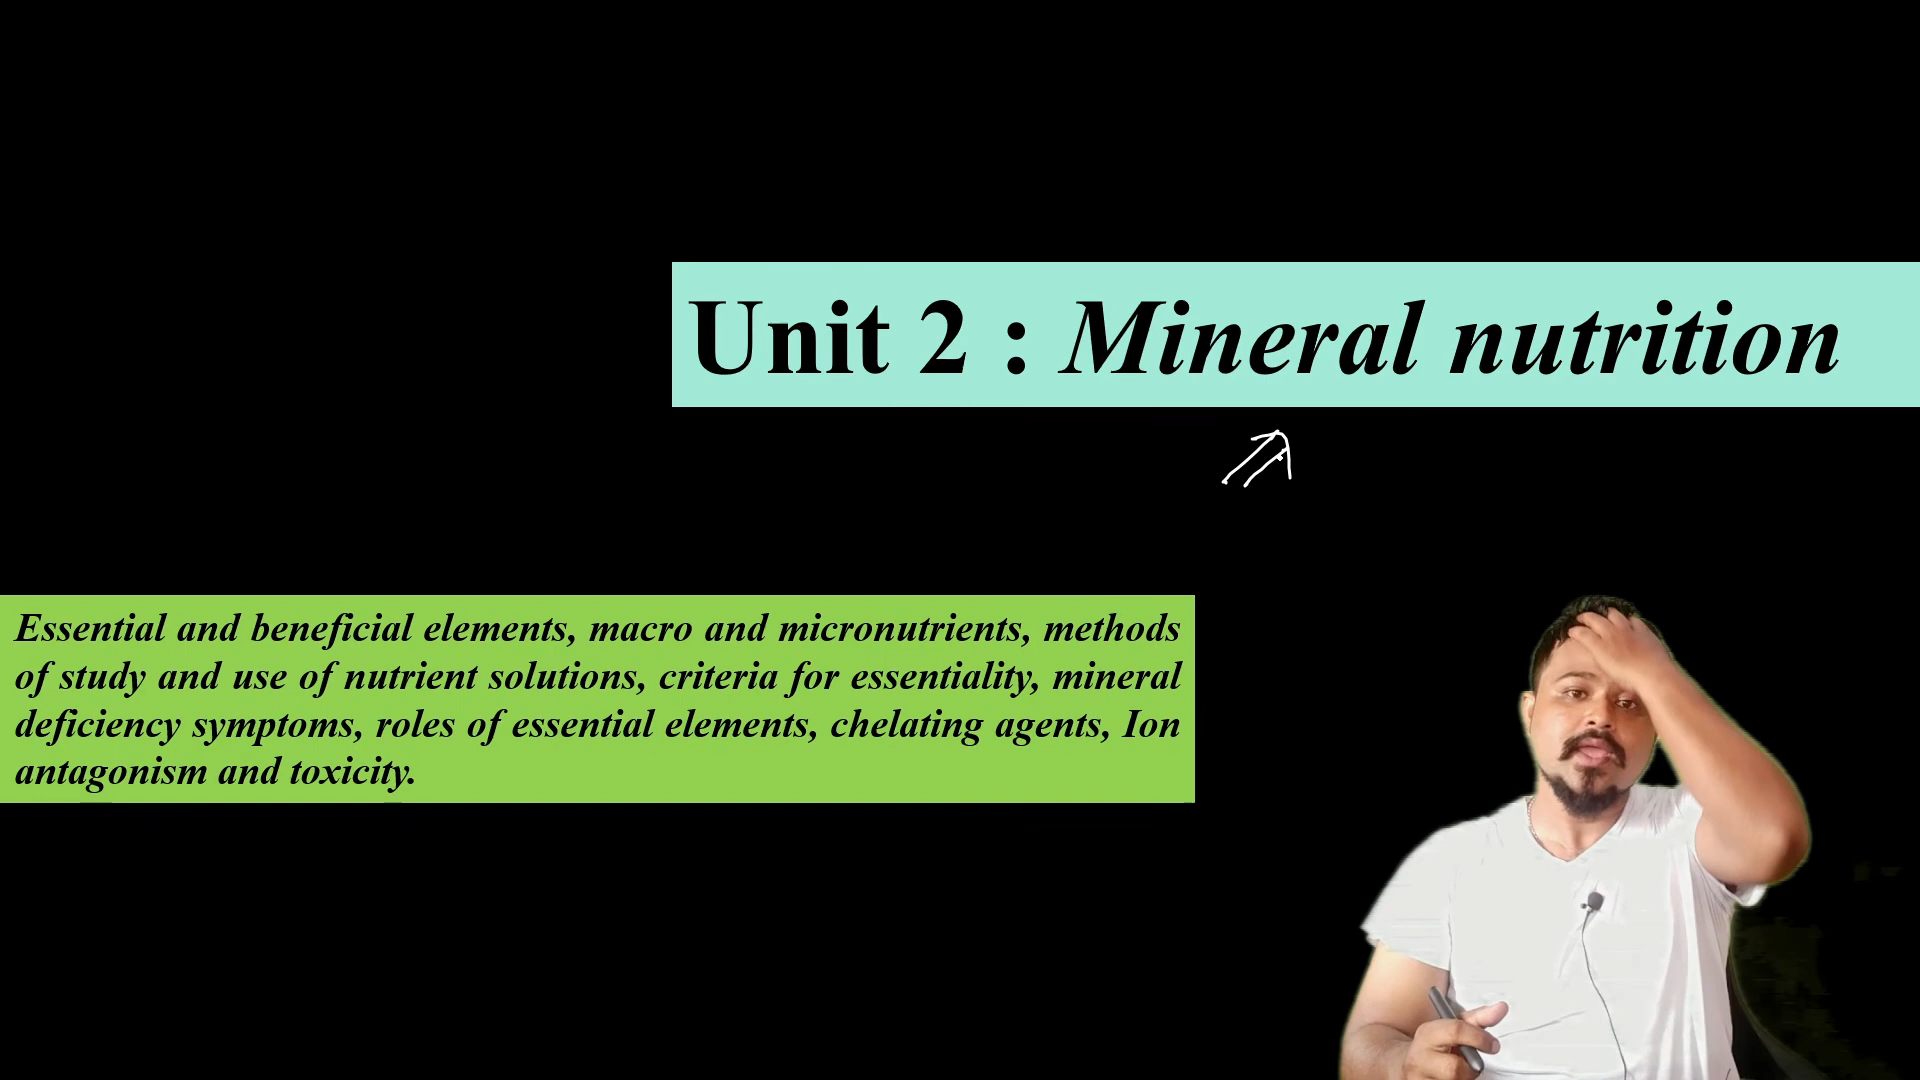 Unit 2 : Mineral nutrition
Essential and beneficial elements, macro and micronutrients, methods
of study and use of nutrient solutions, criteria for essentiality, mineral
deficiency symptoms, roles of essential elements, chelating agents, Ion
antagonism and toxicity.